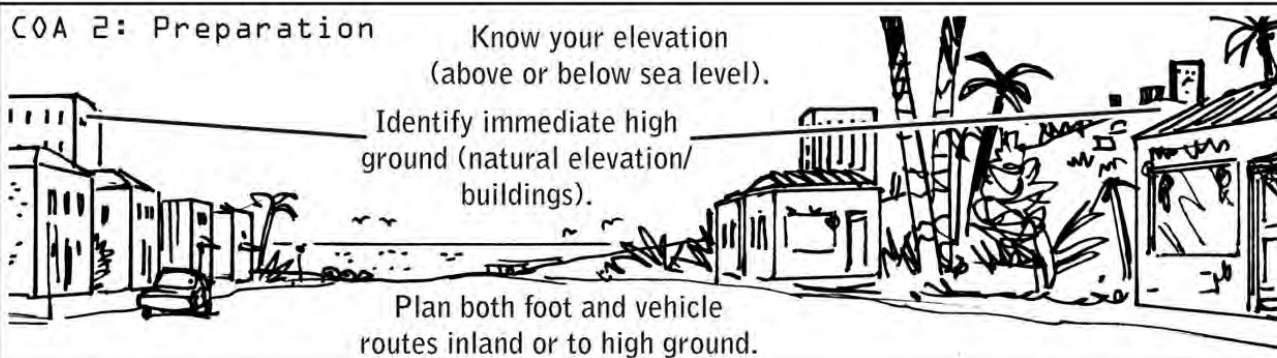 COA 2: Preparation
Know your elevation
(above or below sea level).
Identify immediate high
ground (natural elevation/
buildings).
Plan both foot and vehicle
routes inland or to high ground.